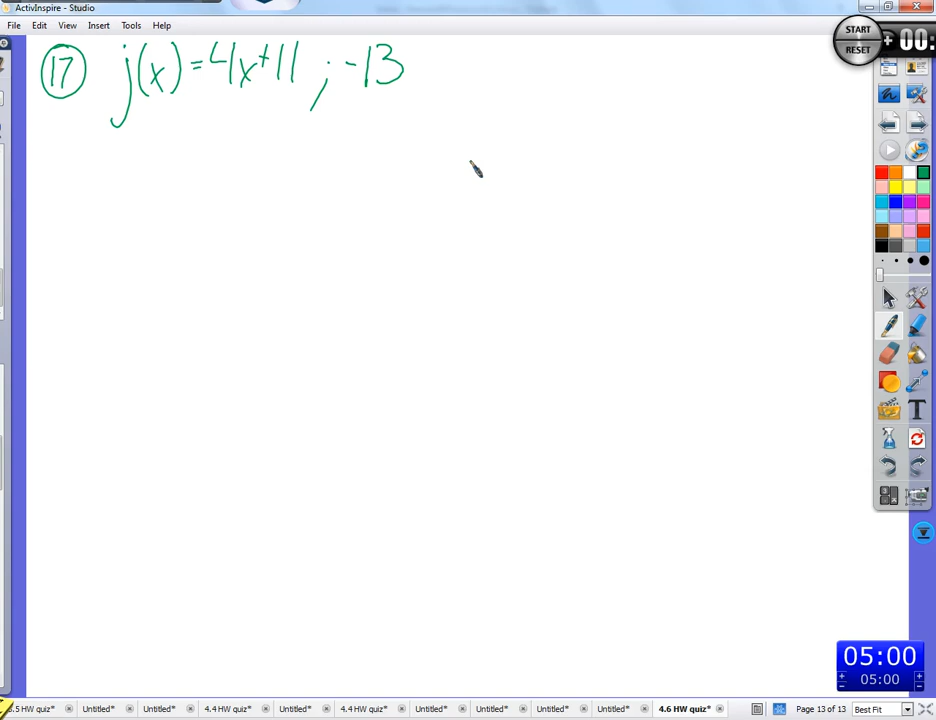 ActivInspire - Studio
File Edit View Insert Tools Help
START
RESET
00:
17 j(x)=4x+11 ; -13
T
05:00
05:00
.5 HW quiz* Untitled* Untitled* 4.4 HW quiz* Untitled* 4.4 HW quiz* Untitled* Untitled* Untitled* Untitled* 4.6 HW quiz* Page 13 of 13 Best Fit